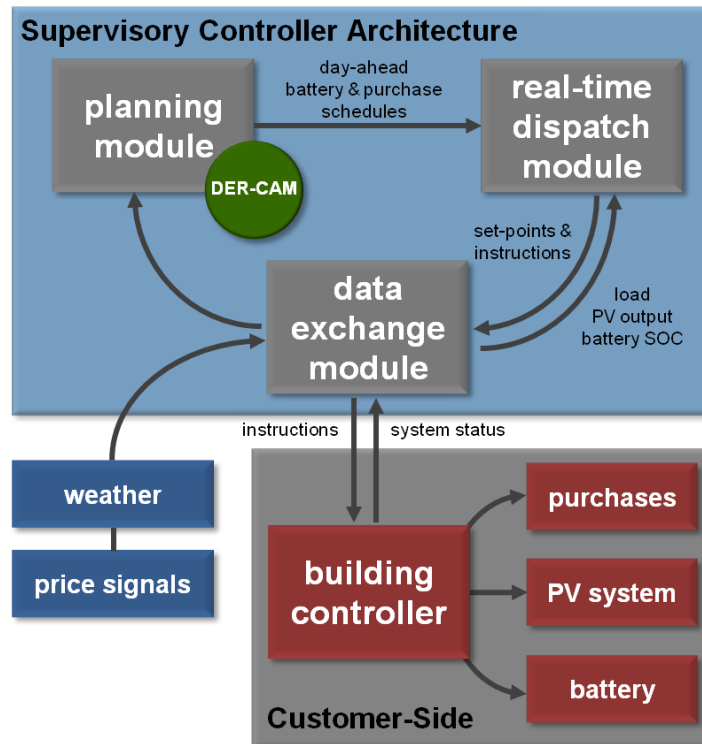 Supervisory Controller Architecture
planning
module
DER-CAM
day-ahead
battery & purchase
schedules
real-time
dispatch
module
set-points &
instructions
load
PV output
battery SOC
data
exchange
module
instructions
system status
weather
price signals
building
controller
purchases
PV system
battery
Customer-Side